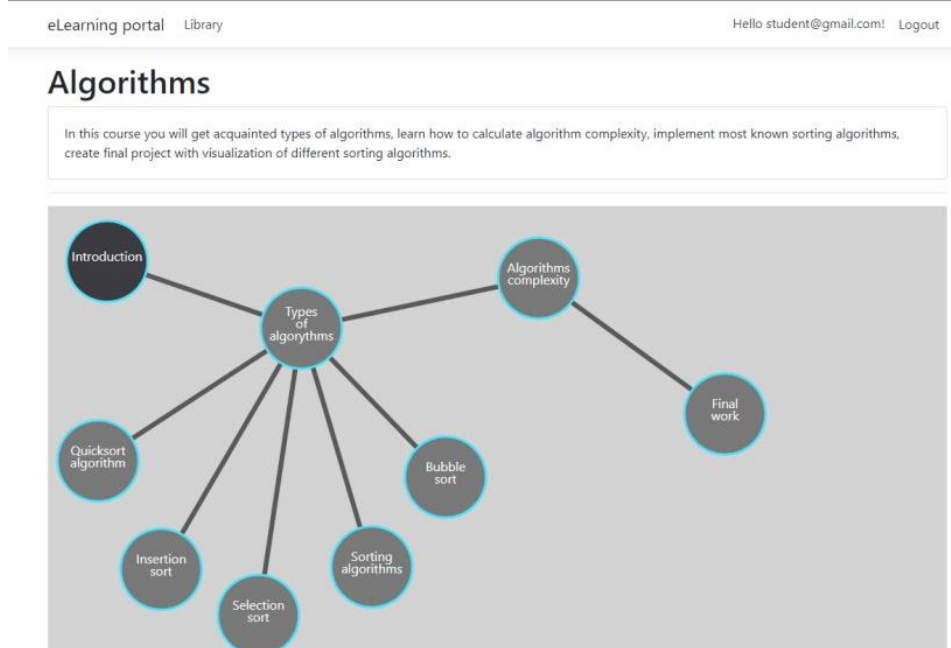 eLearning portal Library Hello student@gmail.com! Logout
Algorithms
In this course you will get acquainted types of algorithms, learn how to calculate algorithm complexity, implement most known sorting algorithms,
create final project with visualization of different sorting algorithms.
Introduction
Algorithms
complexity
Types
of
algorythms
Final
work
Quicksort
algorithm
Bubble
sort
Insertion
sort
Sorting
algorithms
Selection
sort